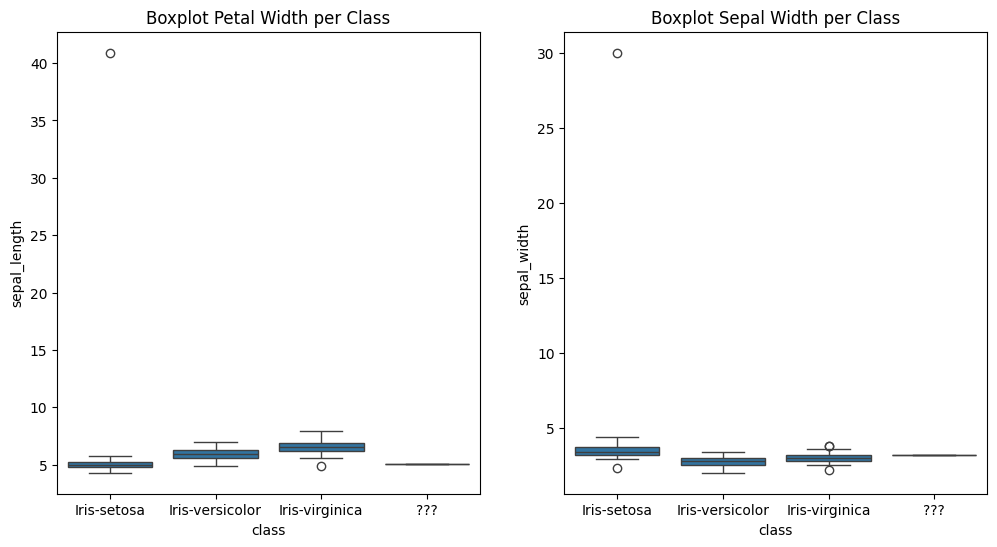 Boxplot Petal Width per Class
sepal_length
40
35
30
25
20
15
10
5
Iris-setosa Iris-versicolor Iris-virginica ???
class
Boxplot Sepal Width per Class
sepal_width
30
25
20
15
10
5
Iris-setosa Iris-versicolor Iris-virginica ???
class